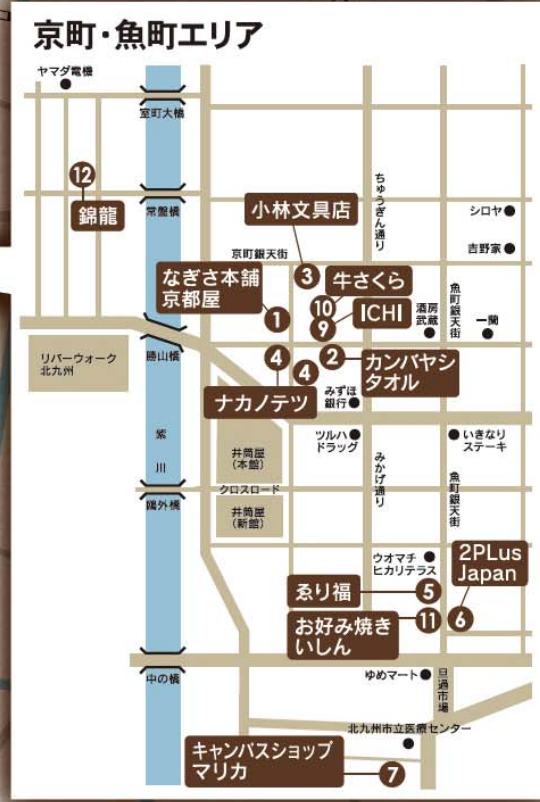 京町・魚町エリア
ヤマダ電機
室町大橋
12
錦龍
常盤橋
ちゅうぎん通り
小林文具店
シロヤ
京町銀天街
3
吉野家
なぎさ本舗
京都屋
1
10
牛さくら
9
ICHI
酒房
武蔵
魚町銀天街
一蘭
リバーウォーク
北九州
勝山橋
4
4
2
カンバヤシ
タオル
ナカノテツ
みずほ
銀行
紫川
井筒屋
(本館)
ツルハ
ドラッグ
みかげ通り
いきなり
ステーキ
魚町銀天街
クロスロード
鷗外橋
井筒屋
(新館)
ウオマチ
ヒカリテラス
2PLus
Japan
ゑり福
5
お好み焼き
いしん
11
6
中の橋
ゆめマート
旦過市場
北九州市立医療センター
キャンバスショップ
マリカ
7